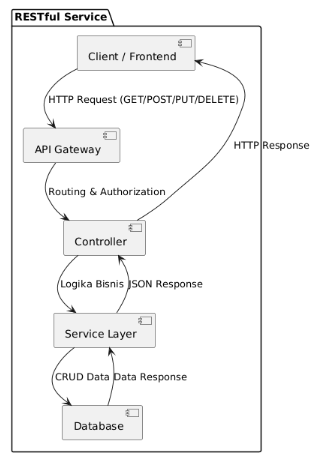 RESTful Service
Client / Frontend
HTTP Request (GET/POST/PUT/DELETE)
API Gateway
HTTP Response
Routing & Authorization
Controller
Logika Bisnis
JSON Response
Service Layer
CRUD Data
Data Response
Database